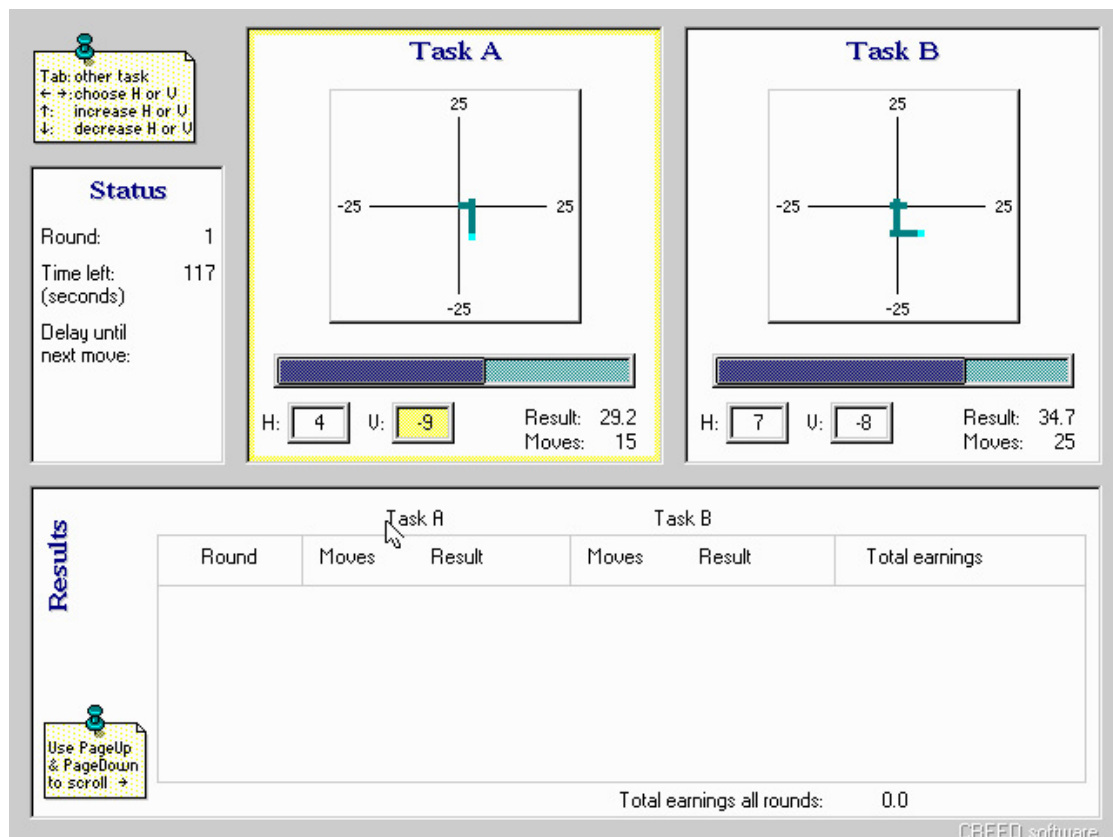 Tab: other task
← →: choose H or V
↑: increase H or V
↓: decrease H or V
Status
Round: 1
Time left: 117
(seconds)
Delay until
next move:
Task A
25
-25 25
-25
H: 4 V: -9 Result: 29.2
Moves: 15
Task B
25
-25 25
-25
H: 7 V: -8 Result: 34.7
Moves: 25
Results
Task A Task B
Round Moves Result Moves Result Total earnings
Use PageUp
& PageDown
to scroll →
Total earnings all rounds: 0.0
CREED software